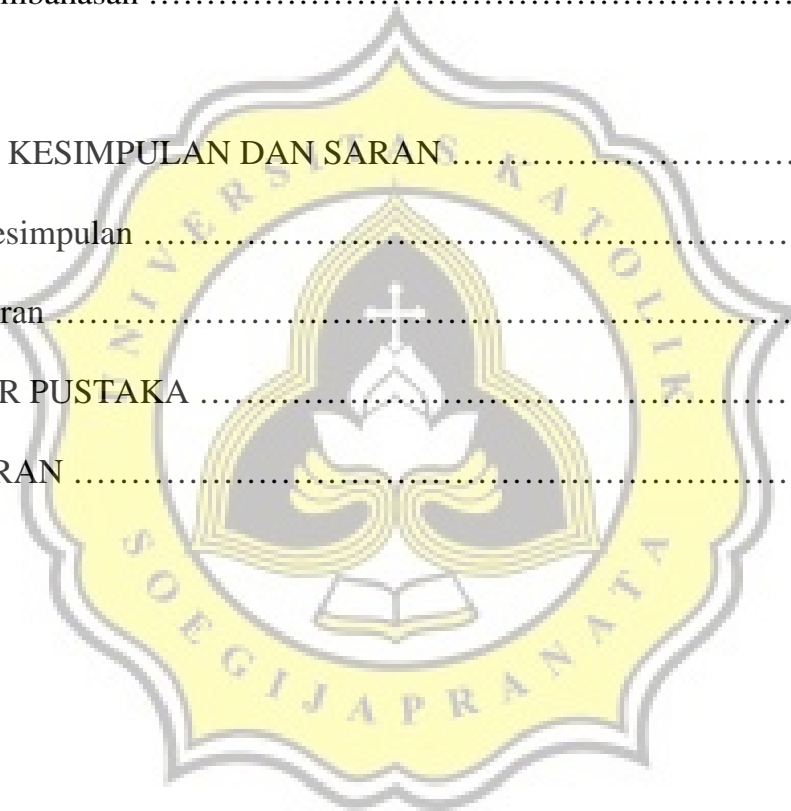 mbahasan ……………………………………………
KESIMPULAN DAN SARAN ……………………………
esimpulan ……………………………………………
ran ……………………………………………………
R PUSTAKA ……………………………………………
RAN ……………………………………………………
UNIVERSITAS KATOLIK
SOEGIJAPRANATA